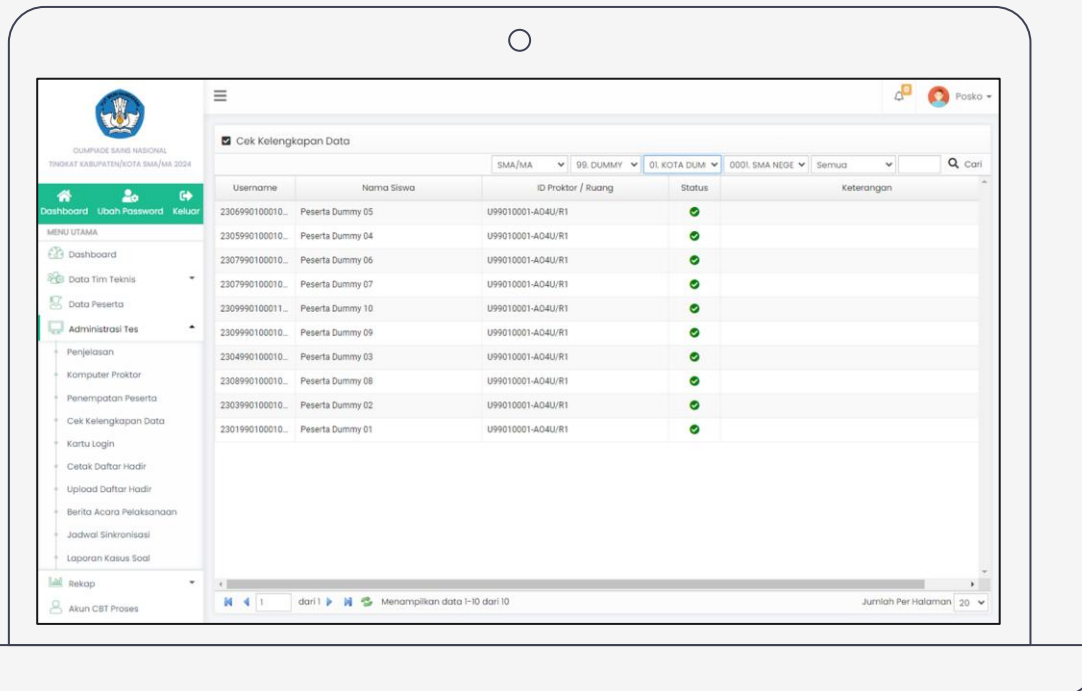 OLIMPIADE SAINS NASIONAL
TINGKAT KABUPATEN/KOTA SMA/MA 2024
Dashboard Ubah Password Keluar
MENU UTAMA
Dashboard
Data Tim Teknis
Data Peserta
Administrasi Tes
Penjelasan
Komputer Proktor
Penempatan Peserta
Cek Kelengkapan Data
Kartu Login
Cetak Daftar Hadir
Upload Daftar Hadir
Berita Acara Pelaksanaan
Jadwal Sinkronisasi
Laporan Kasus Soal
Rekap
Akun CBT Proses
Posko
Cek Kelengkapan Data
SMA/MA 99. DUMMY 01. KOTA DUM 0001. SMA NEGE Semua Cari
Username Nama Siswa ID Proktor / Ruang Status Keterangan
2306990100010... Peserta Dummy 05 U99010001-A04U/R1
2305990100010... Peserta Dummy 04 U99010001-A04U/R1
2307990100010... Peserta Dummy 06 U99010001-A04U/R1
2307990100010... Peserta Dummy 07 U99010001-A04U/R1
2309990100011... Peserta Dummy 10 U99010001-A04U/R1
2309990100010... Peserta Dummy 09 U99010001-A04U/R1
2304990100010... Peserta Dummy 03 U99010001-A04U/R1
2308990100010... Peserta Dummy 08 U99010001-A04U/R1
2303990100010... Peserta Dummy 02 U99010001-A04U/R1
2301990100010... Peserta Dummy 01 U99010001-A04U/R1
1 dari 1 Menampilkan data 1-10 dari 10 Jumlah Per Halaman 20